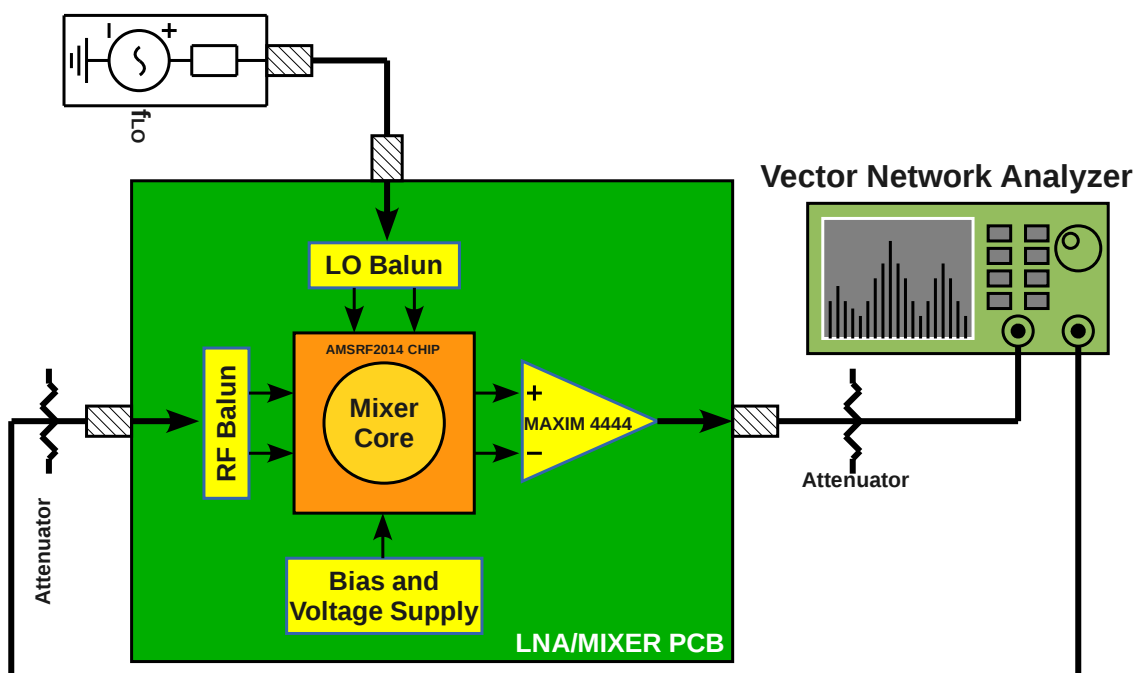 − +
fLO
Vector Network Analyzer
LO Balun
AMSRF2014 CHIP
Mixer
Core
RF Balun
+
MAXIM 4444
−
Attenuator
Attenuator
Bias and
Voltage Supply
LNA/MIXER PCB